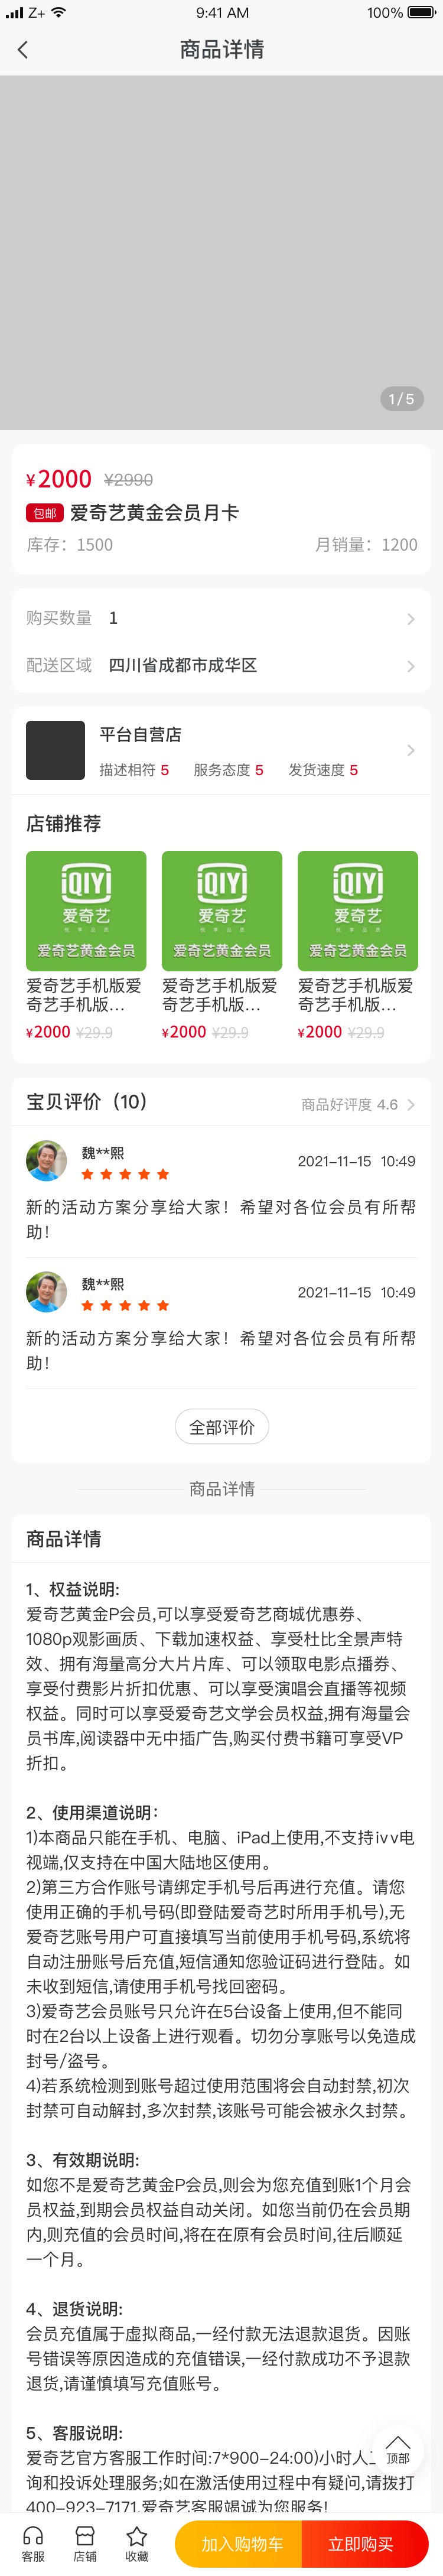 Z+ 9:41 AM 100%
商品详情
1/5
¥2000 ¥2990
包邮 爱奇艺黄金会员月卡
库存：1500 月销量：1200
购买数量 1
配送区域 四川省成都市成华区
平台自营店
描述相符 5 服务态度 5 发货速度 5
店铺推荐
iQIYI iQIYI iQIYI
爱奇艺 爱奇艺 爱奇艺
悦享品质 悦享品质 悦享品质
爱奇艺黄金会员 爱奇艺黄金会员 爱奇艺黄金会员
爱奇艺手机版爱 爱奇艺手机版爱 爱奇艺手机版爱
奇艺手机版... 奇艺手机版... 奇艺手机版...
¥2000 ¥29.9 ¥2000 ¥29.9 ¥2000 ¥29.9
宝贝评价（10） 商品好评度 4.6
魏**熙 2021-11-15 10:49
新的活动方案分享给大家！希望对各位会员有所帮
助！
魏**熙 2021-11-15 10:49
新的活动方案分享给大家！希望对各位会员有所帮
助！
全部评价
商品详情
商品详情
1、权益说明:
爱奇艺黄金P会员,可以享受爱奇艺商城优惠券、
1080p观影画质、下载加速权益、享受杜比全景声特
效、拥有海量高分大片片库、可以领取电影点播券、
享受付费影片折扣优惠、可以享受演唱会直播等视频
权益。同时可以享受爱奇艺文学会员权益,拥有海量会
员书库,阅读器中无中插广告,购买付费书籍可享受VP
折扣。
2、使用渠道说明：
1)本商品只能在手机、电脑、iPad上使用,不支持ivv电
视端,仅支持在中国大陆地区使用。
2)第三方合作账号请绑定手机号后再进行充值。请您
使用正确的手机号码(即登陆爱奇艺时所用手机号),无
爱奇艺账号用户可直接填写当前使用手机号码,系统将
自动注册账号后充值,短信通知您验证码进行登陆。如
未收到短信,请使用手机号找回密码。
3)爱奇艺会员账号只允许在5台设备上使用,但不能同
时在2台以上设备上进行观看。切勿分享账号以免造成
封号/盗号。
4)若系统检测到账号超过使用范围将会自动封禁,初次
封禁可自动解封,多次封禁,该账号可能会被永久封禁。
3、有效期说明:
如您不是爱奇艺黄金P会员,则会为您充值到账1个月会
员权益,到期会员权益自动关闭。如您当前仍在会员期
内,则充值的会员时间,将在在原有会员时间,往后顺延
一个月。
4、退货说明:
会员充值属于虚拟商品,一经付款无法退款退货。因账
号错误等原因造成的充值错误,一经付款成功不予退款
退货,请谨慎填写充值账号。
5、客服说明:
爱奇艺官方客服工作时间:7*900-24:00)小时人
询和投诉处理服务;如在激活使用过程中有疑问,请拨打
400-923-7171,爱奇艺客服竭诚为您服务!
顶部
客服 店铺 收藏 加入购物车 立即购买